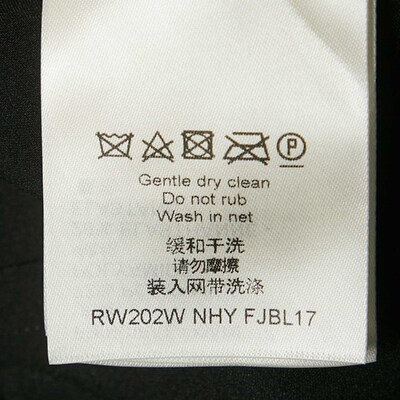 P
Gentle dry clean
Do not rub
Wash in net
缓和干洗
请勿摩擦
装入网带洗涤
RW202W NHY FJBL17